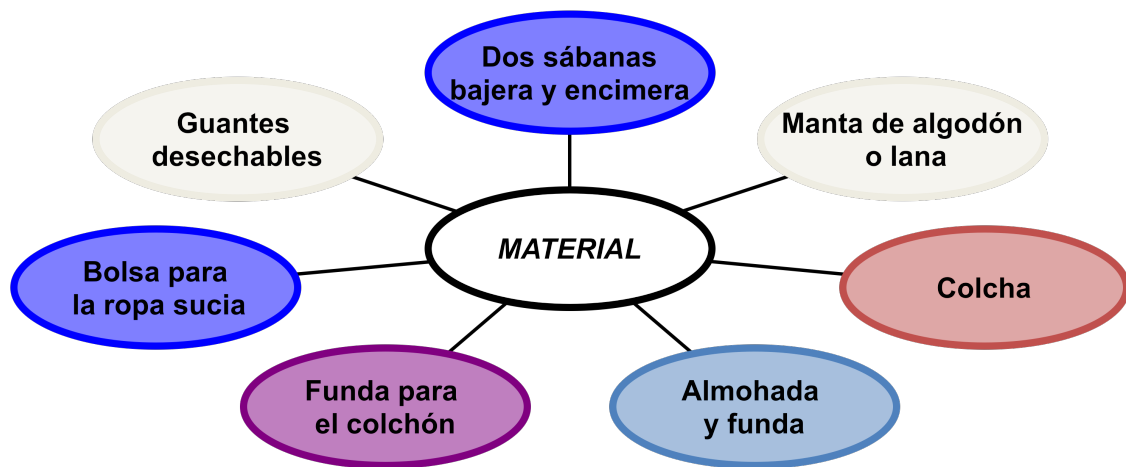 Dos sábanas
bajera y encimera
Guantes
desechables
Manta de algodón
o lana
MATERIAL
Bolsa para
la ropa sucia
Colcha
Funda para
el colchón
Almohada
y funda